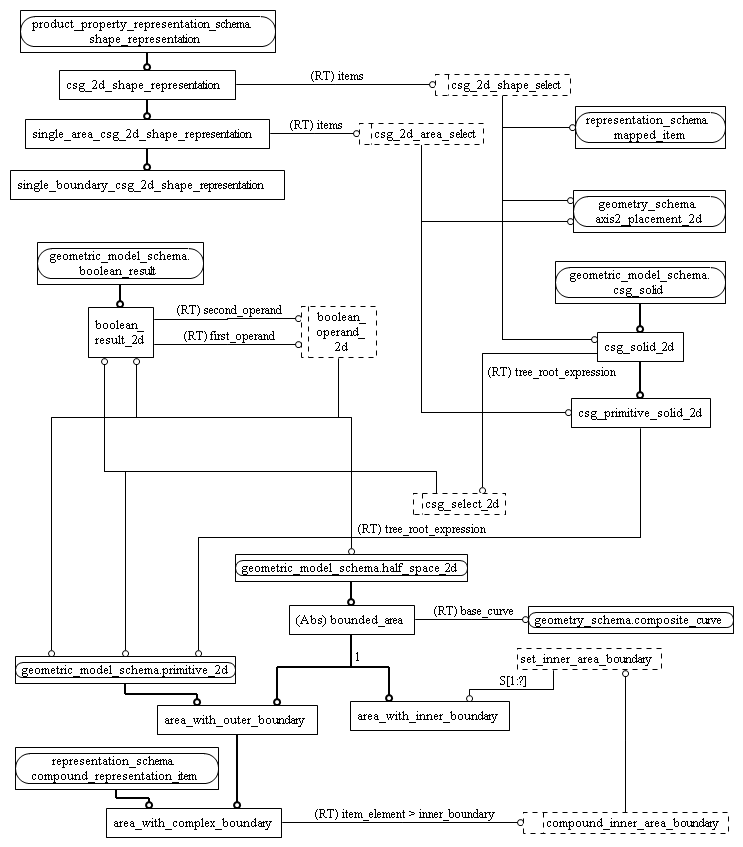 product_property_representation_schema.
shape_representation
csg_2d_shape_representation
(RT) items
csg_2d_shape_select
single_area_csg_2d_shape_representation
(RT) items
csg_2d_area_select
representation_schema.
mapped_item
single_boundary_csg_2d_shape_representation
geometry_schema.
axis2_placement_2d
geometric_model_schema.
boolean_result
geometric_model_schema.
csg_solid
boolean_
result_2d
(RT) second_operand
(RT) first_operand
boolean_
operand_
2d
csg_solid_2d
(RT) tree_root_expression
csg_primitive_solid_2d
csg_select_2d
(RT) tree_root_expression
geometric_model_schema.half_space_2d
(Abs) bounded_area
(RT) base_curve
geometry_schema.composite_curve
1
geometric_model_schema.primitive_2d
set_inner_area_boundary
S[1:?]
area_with_outer_boundary
area_with_inner_boundary
representation_schema.
compound_representation_item
area_with_complex_boundary
(RT) item_element > inner_boundary
compound_inner_area_boundary